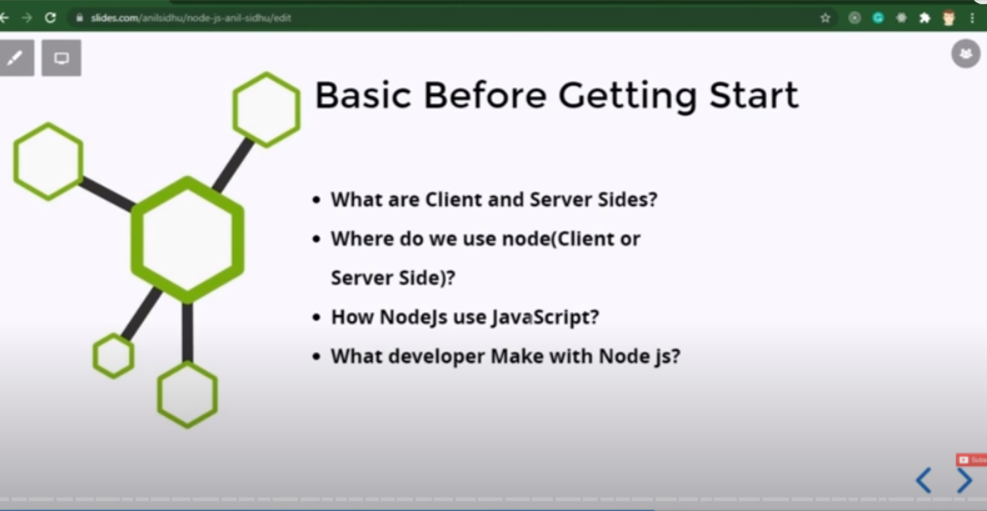 slides.com/anilsidhu/node-js-anil-sidhu/edit
Basic Before Getting Start
• What are Client and Server Sides?
• Where do we use node(Client or
Server Side)?
• How NodeJs use JavaScript?
• What developer Make with Node js?